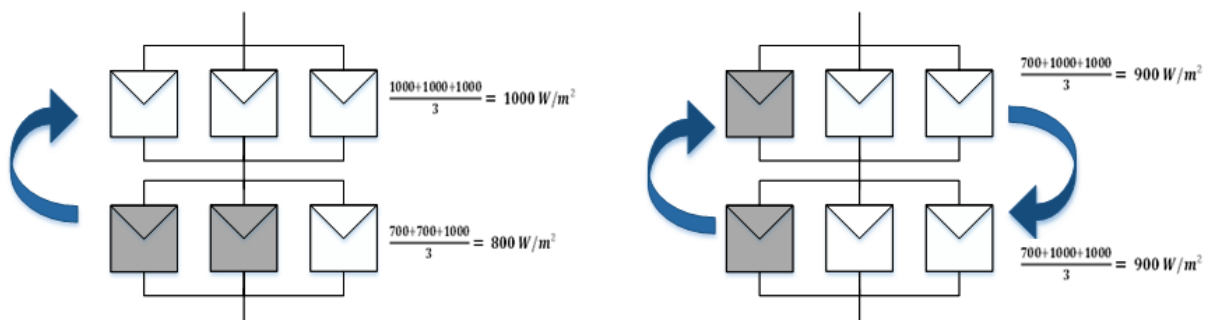 (1000+1000+1000)/3 = 1000 W/m²
(700+700+1000)/3 = 800 W/m²
(700+1000+1000)/3 = 900 W/m²
(700+1000+1000)/3 = 900 W/m²